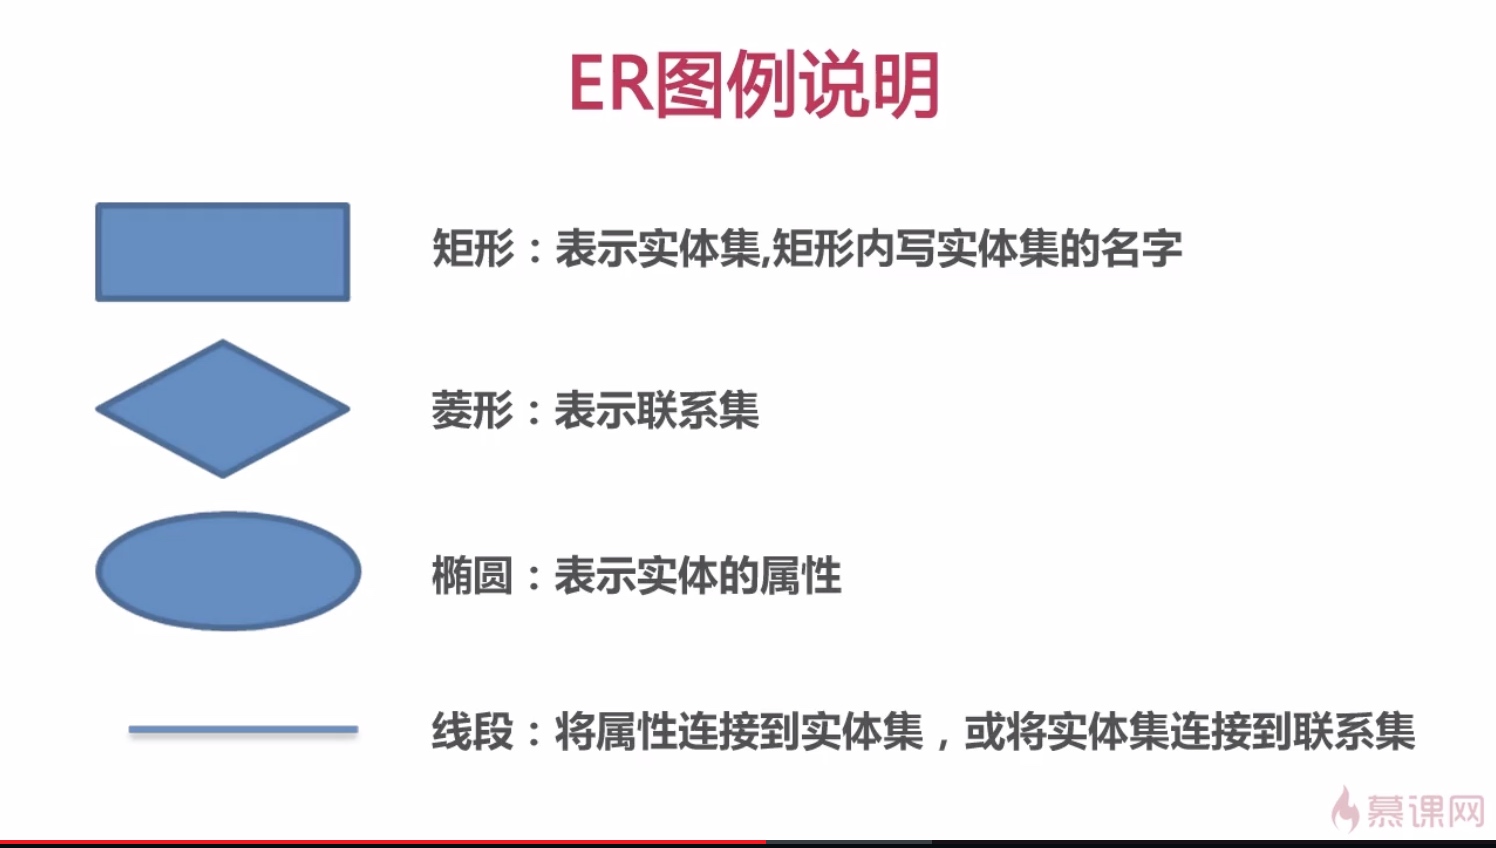 ER图例说明
矩形：表示实体集,矩形内写实体集的名字
菱形：表示联系集
椭圆：表示实体的属性
线段：将属性连接到实体集，或将实体集连接到联系集
慕课网